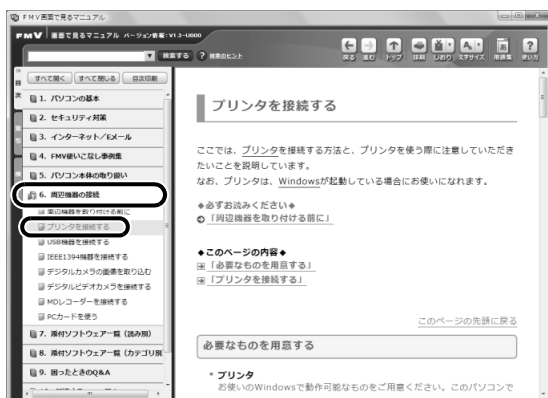 FMV画面で見るマニュアル
FMV 画面で見るマニュアル バージョン情報:V1.3-U000
検索する ? 検索のヒント
戻る 進む トップ 印刷 しおり 文字サイズ 用語集 使い方
目次
すべて開く すべて閉じる 目次印刷
1. パソコンの基本
2. セキュリティ対策
3. インターネット/Eメール
4. FMV使いこなし事例集
5. パソコン本体の取り扱い
6. 周辺機器の接続
周辺機器を取り付ける前に
プリンタを接続する
USB機器を接続する
IEEE1394機器を接続する
デジタルカメラの画像を取り込む
デジタルビデオカメラを接続する
MDレコーダーを接続する
PCカードを使う
7. 添付ソフトウェア一覧(読み別)
8. 添付ソフトウェア一覧(カテゴリ別
9. 困ったときのQ&A
プリンタを接続する
ここでは、プリンタを接続する方法と、プリンタを使う際に注意していただき
たいことを説明しています。
なお、プリンタは、Windowsが起動している場合にお使いになれます。
◆必ずお読みください◆
「周辺機器を取り付ける前に」
◆このページの内容◆
「必要なものを用意する」
「プリンタを接続する」
このページの先頭に戻る
必要なものを用意する
・プリンタ
お使いのWindowsで動作可能なものをご用意ください。このパソコンで